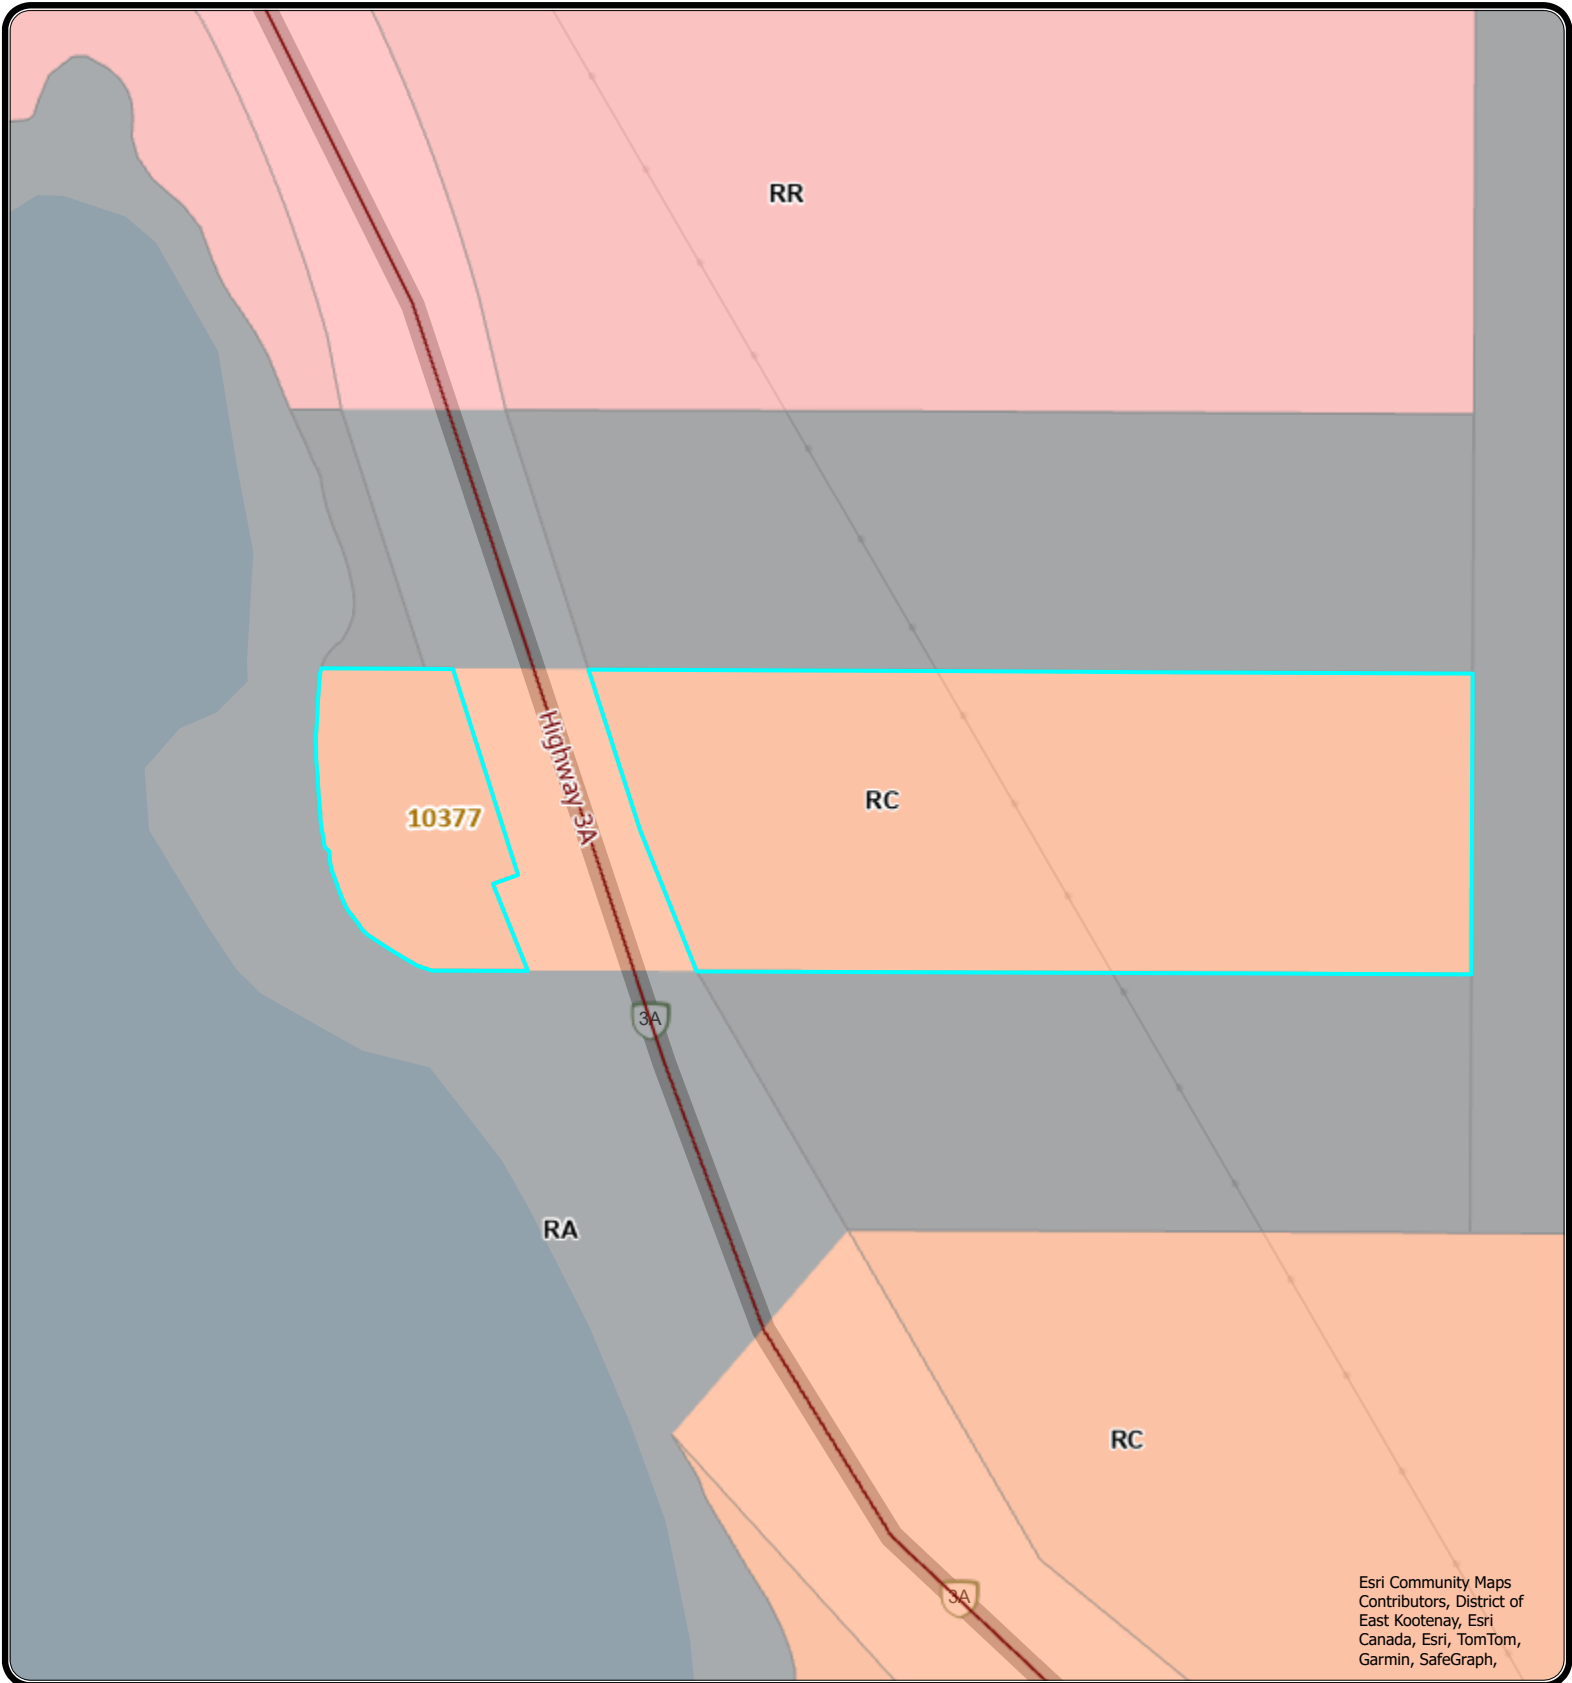 RR
Highway 3A
RC
10377
3A
RA
RC
3A
Esri Community Maps
Contributors, District of
East Kootenay, Esri
Canada, Esri, TomTom,
Garmin, SafeGraph,